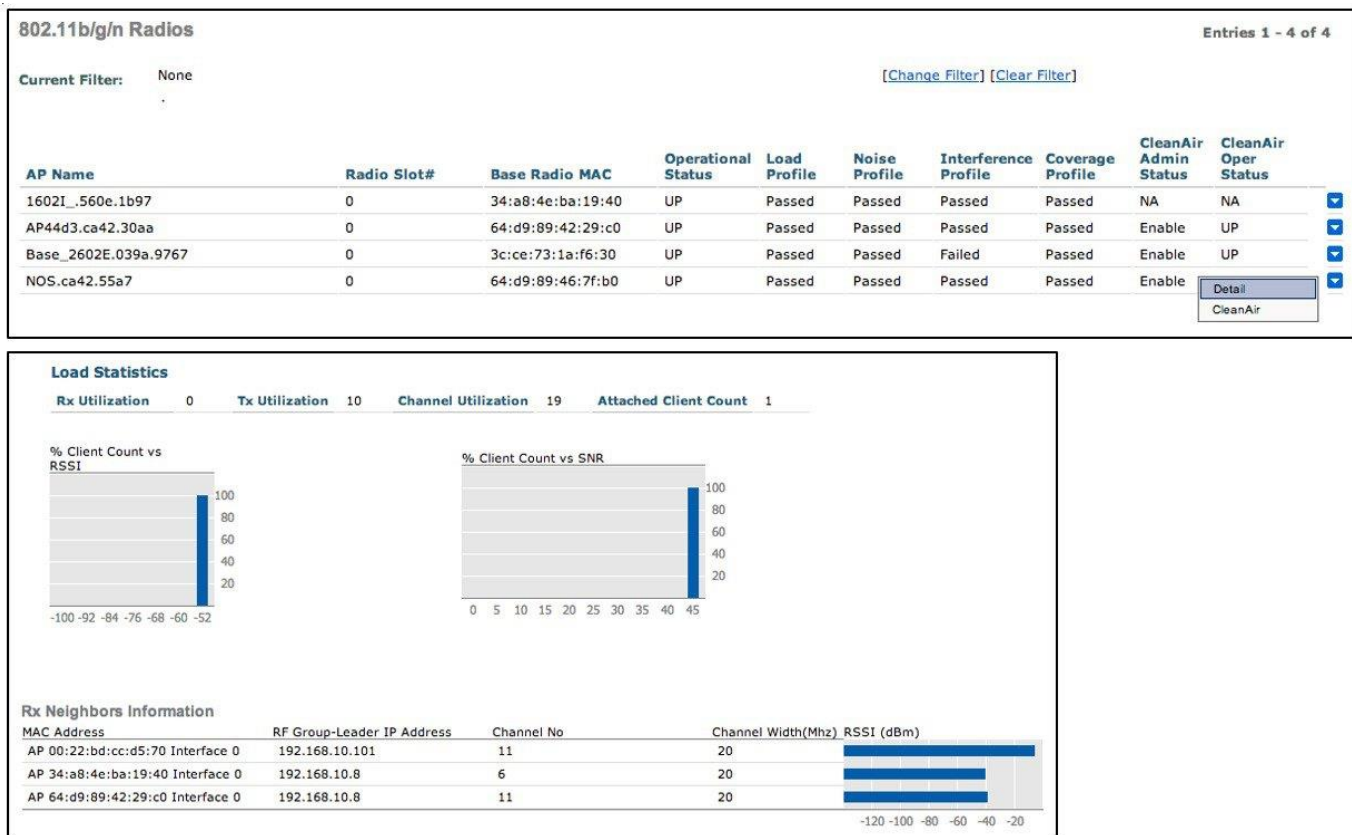 802.11b/g/n Radios
Entries 1 - 4 of 4
Current Filter: None
[Change Filter] [Clear Filter]
AP Name Radio Slot# Base Radio MAC Operational Status Load Profile Noise Profile Interference Profile Coverage Profile CleanAir Admin Status CleanAir Oper Status
1602I_.560e.1b97 0 34:a8:4e:ba:19:40 UP Passed Passed Passed Passed NA NA
AP44d3.ca42.30aa 0 64:d9:89:42:29:c0 UP Passed Passed Passed Passed Enable UP
Base_2602E.039a.9767 0 3c:ce:73:1a:f6:30 UP Passed Passed Failed Passed Enable UP
NOS.ca42.55a7 0 64:d9:89:46:7f:b0 UP Passed Passed Passed Passed Enable
Detail
CleanAir
Load Statistics
Rx Utilization 0 Tx Utilization 10 Channel Utilization 19 Attached Client Count 1
% Client Count vs
RSSI
100
80
60
40
20
-100 -92 -84 -76 -68 -60 -52
% Client Count vs SNR
100
80
60
40
20
0 5 10 15 20 25 30 35 40 45
Rx Neighbors Information
MAC Address RF Group-Leader IP Address Channel No Channel Width(Mhz) RSSI (dBm)
AP 00:22:bd:cc:d5:70 Interface 0 192.168.10.101 11 20
AP 34:a8:4e:ba:19:40 Interface 0 192.168.10.8 6 20
AP 64:d9:89:42:29:c0 Interface 0 192.168.10.8 11 20
-120 -100 -80 -60 -40 -20